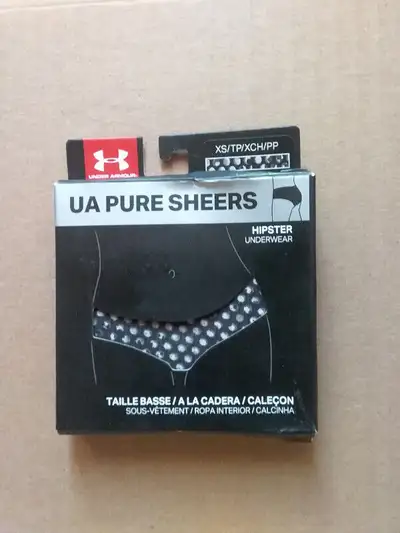 UNDER ARMOUR
XS/TP/XCH/PP
UA PURE SHEERS
HIPSTER
UNDERWEAR
TAILLE BASSE / A LA CADERA / CALEÇON
SOUS-VÊTEMENT / ROPA INTERIOR / CALCINHA